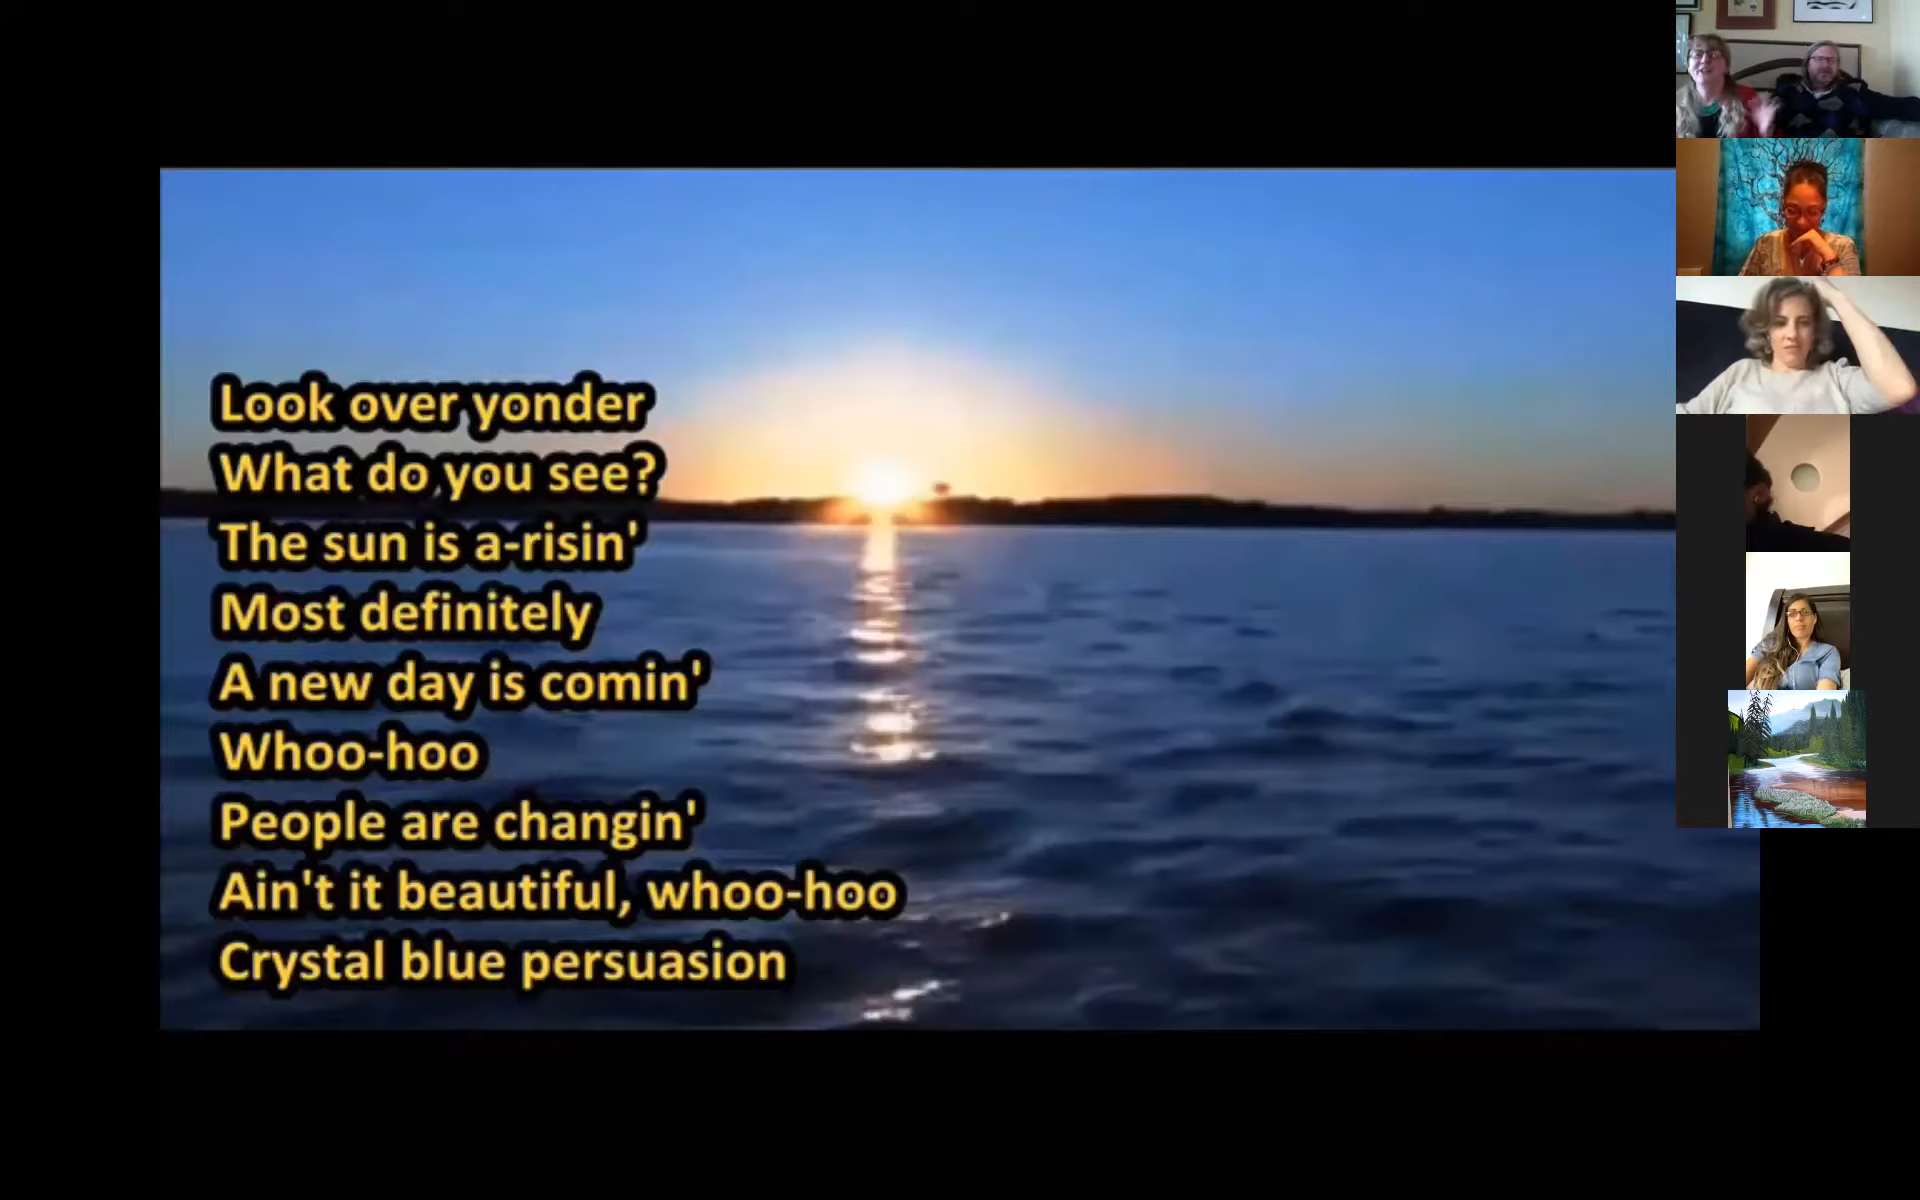 Look over yonder
What do you see?
The sun is a-risin'
Most definitely
A new day is comin'
Whoo-hoo
People are changin'
Ain't it beautiful, whoo-hoo
Crystal blue persuasion